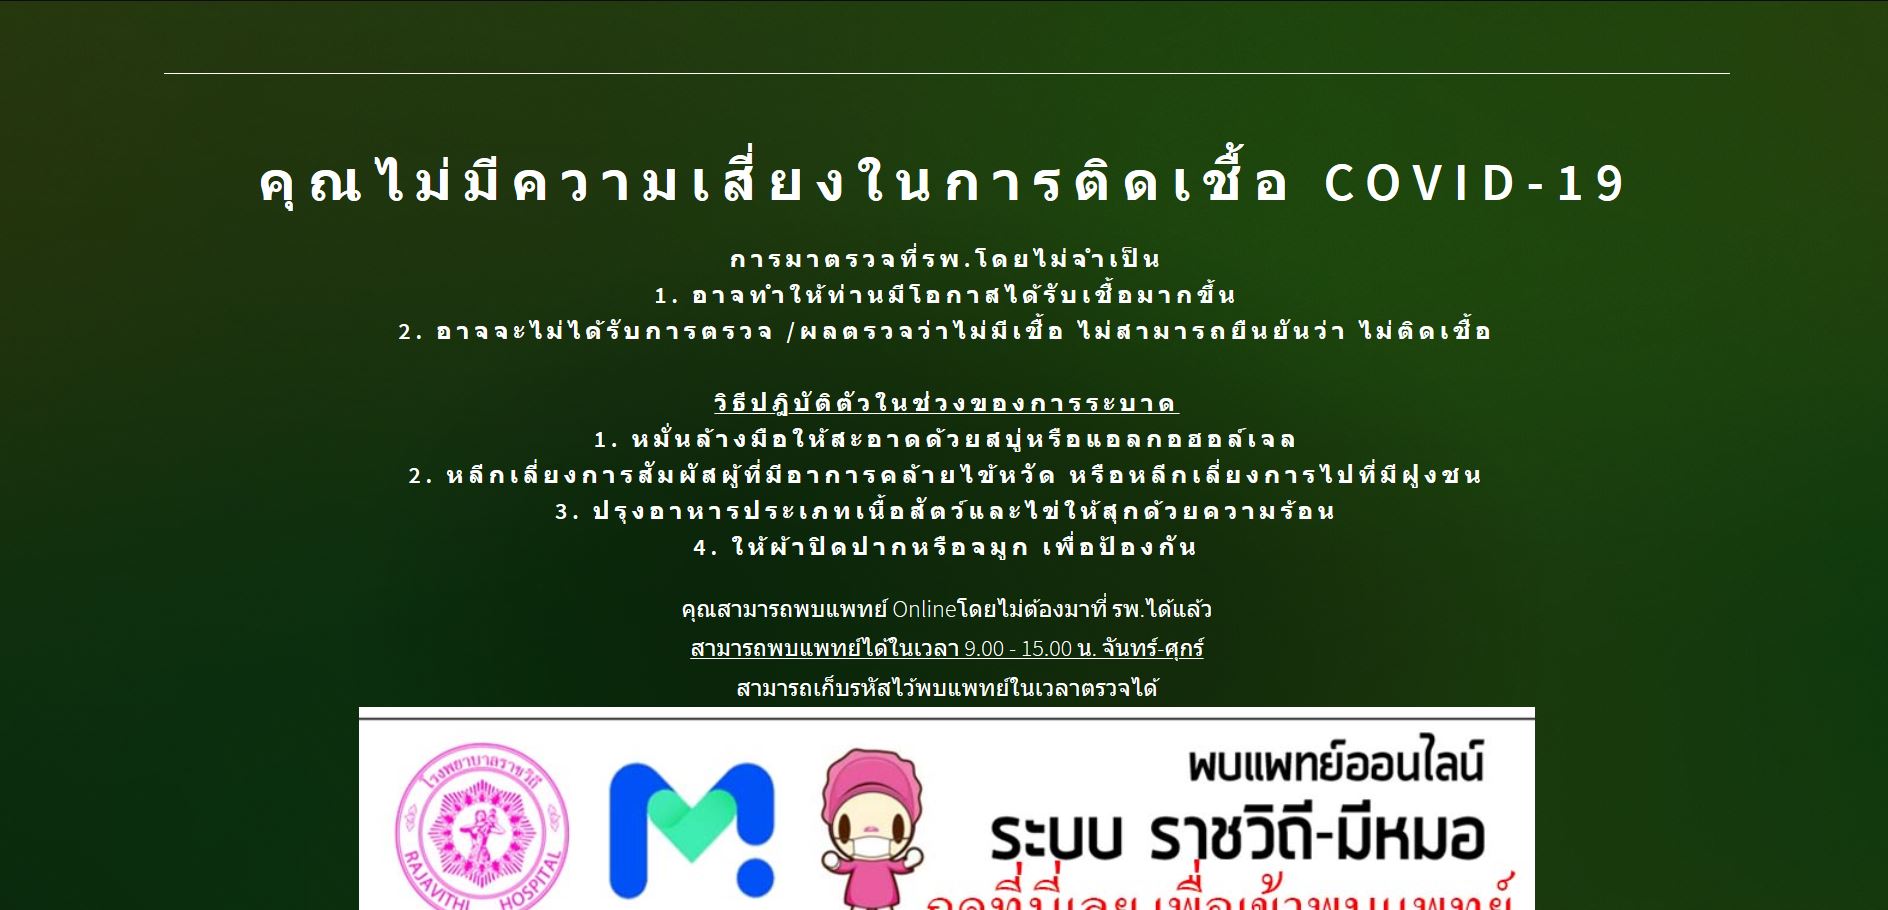 คุณไม่มีความเสี่ยงในการติดเชื้อ COVID-19
การมาตรวจที่รพ.โดยไม่จำเป็น
1. อาจทำให้ท่านมีโอกาสได้รับเชื้อมากขึ้น
2. อาจจะไม่ได้รับการตรวจ /ผลตรวจว่าไม่มีเชื้อ ไม่สามารถยืนยันว่า ไม่ติดเชื้อ
วิธีปฎิบัติตัวในช่วงของการระบาด
1. หมั่นล้างมือให้สะอาดด้วยสบู่หรือแอลกอฮอล์เจล
2. หลีกเลี่ยงการสัมผัสผู้ที่มีอาการคล้ายไข้หวัด หรือหลีกเลี่ยงการไปที่มีฝูงชน
3. ปรุงอาหารประเภทเนื้อสัตว์และไข่ให้สุกด้วยความร้อน
4. ให้ผ้าปิดปากหรือจมูก เพื่อป้องกัน
คุณสามารถพบแพทย์ Onlineโดยไม่ต้องมาที่ รพ.ได้แล้ว
สามารถพบแพทย์ได้ในเวลา 9.00 - 15.00 น. จันทร์-ศุกร์
สามารถเก็บรหัสไว้พบแพทย์ในเวลาตรวจได้
โรงพยาบาลราชวิถี
RAJAVITHI HOSPITAL
พบแพทย์ออนไลน์
ระบบ ราชวิถี-มีหมอ
กดที่นี่เลย เพื่อเข้าพบแพทย์